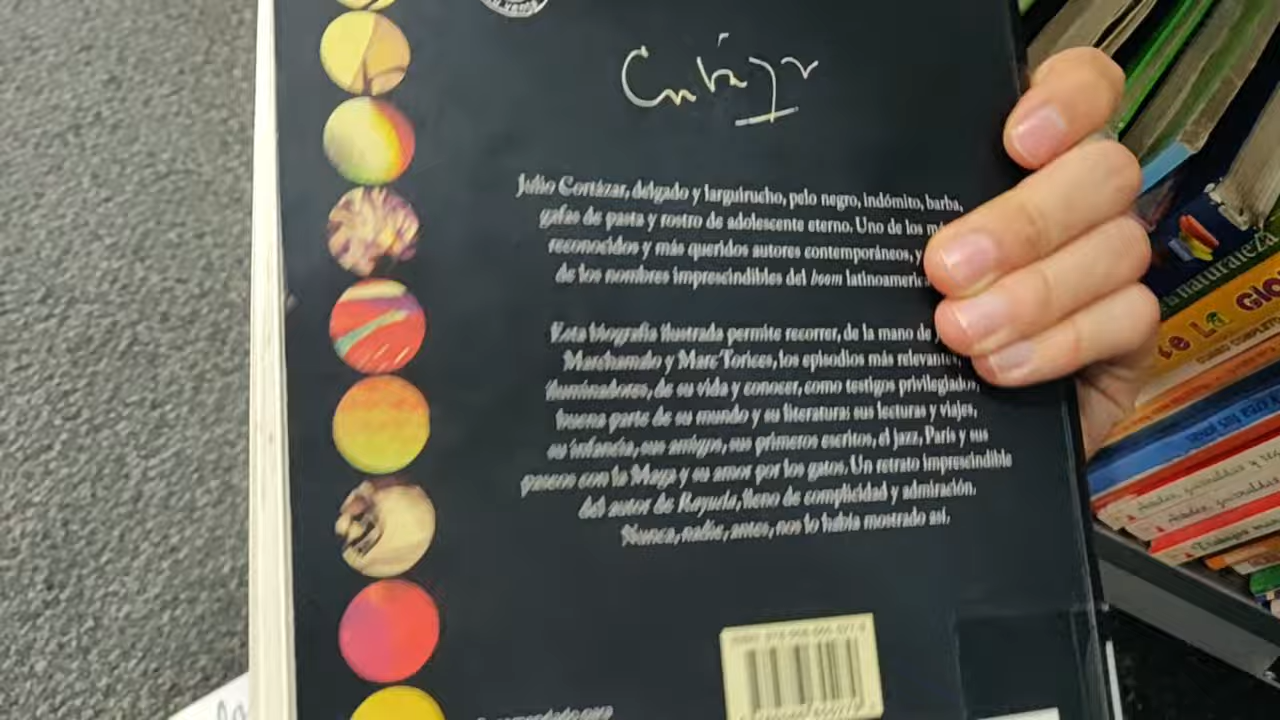 Cortázar
Julio Cortázar, delgado y larguirucho, pelo negro, indómito, barba,
gafas de pasta y rostro de adolescente eterno. Uno de los
reconocidos y más queridos autores contemporáneos, y
de los nombres imprescindibles del boom
Esta biografía ilustrada permite recorrer, de la mano de
Marchamalo y Marc Torices, los episodios más
iluminadores, de su vida y conocer, como testigos privilegiados,
buena parte de su mundo y su literatura: sus lecturas y viajes,
su infancia, sus amigos, sus primeros escritos, el jazz, París y sus
paseos con la Maga y su amor por los gatos. Un retrato imprescindible
del autor de Rayuela, lleno de complicidad y admiración.
Nunca, nadie, antes, nos lo había mostrado así.
la naturaleza